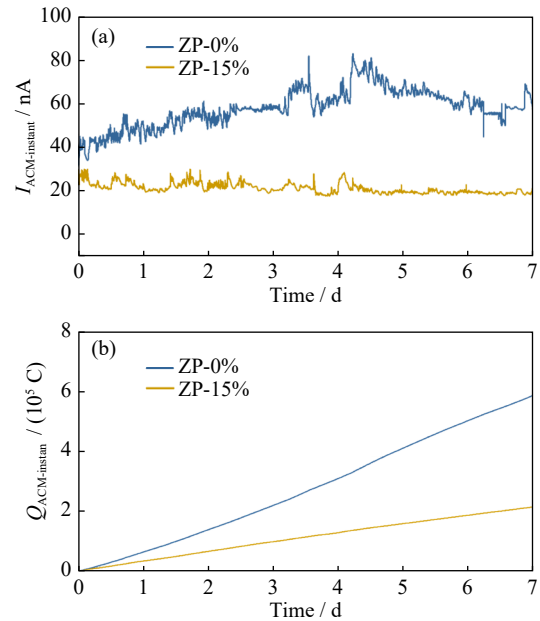 (a)
ZP-0%
ZP-15%
100
80
60
40
20
0
I_ACM-instant / nA
0 1 2 3 4 5 6 7
Time / d
(b)
ZP-0%
ZP-15%
8
6
4
2
0
Q_ACM-instan / (10⁵ C)
0 1 2 3 4 5 6 7
Time / d